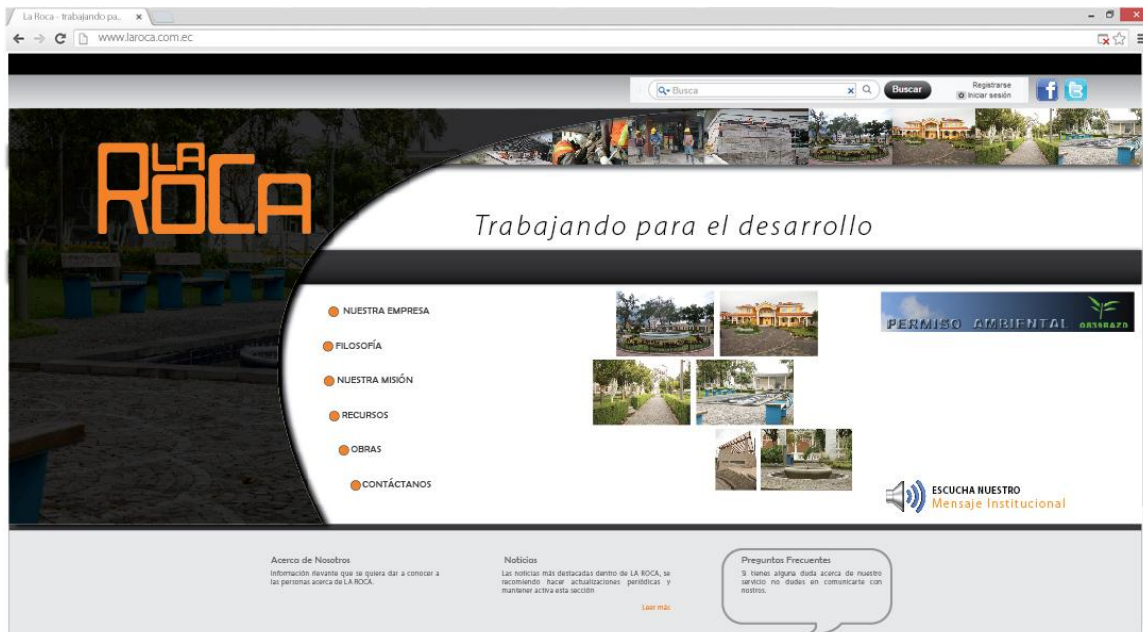 La Roca - trabajando pa..
www.laroca.com.ec
Busca
Buscar
Registrarse
Iniciar sesión
LA ROCA
Trabajando para el desarrollo
NUESTRA EMPRESA
FILOSOFÍA
NUESTRA MISIÓN
RECURSOS
OBRAS
CONTÁCTANOS
PERMISO AMBIENTAL
ESCUCHA NUESTRO
Mensaje Institucional
Acerca de Nosotros
Información rlevante que se quiera dar a conocer a
las personas acerca de LA ROCA.
Noticias
Las noticias más destacadas dentro de LA ROCA, se
recomiendo hacer actualizaciones periódicas y
mantener activa esta sección
Leer más
Preguntas Frecuentes
Si tienes alguna duda acerca de nuestro
servicio no dudes en comunicarte con
nostros.